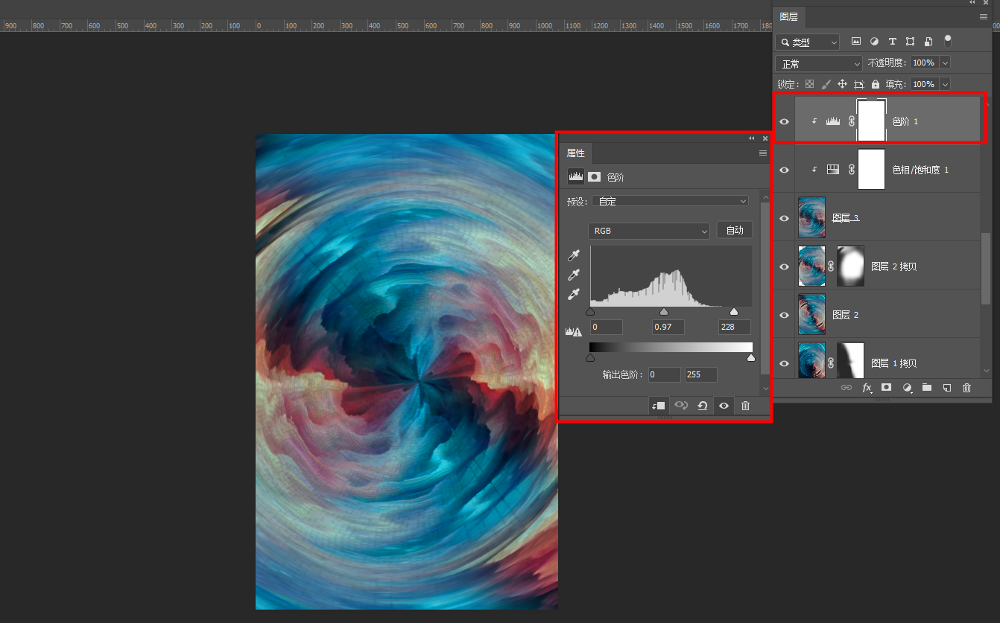 900 800 700 600 500 400 300 200 100 0 100 200 300 400 500 600 700 800 900 1000 1100 1200 1300 1400 1500 1600 1700 180
图层
类型
正常 不透明度: 100%
锁定: 填充: 100%
色阶 1
色相/饱和度 1
图层 3
图层 2 拷贝
图层 2
图层 1 拷贝
fx
属性
色阶
预设: 自定
RGB 自动
0 0.97 228
输出色阶: 0 255